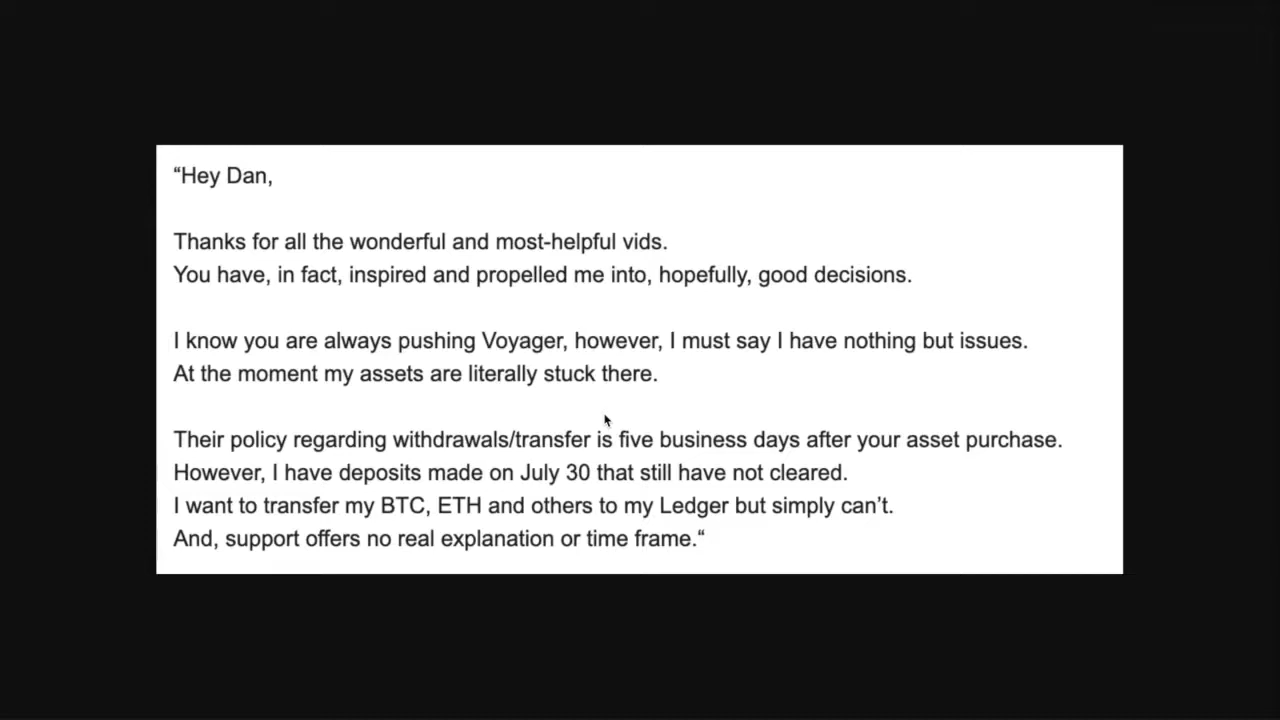 “Hey Dan,
Thanks for all the wonderful and most-helpful vids.
You have, in fact, inspired and propelled me into, hopefully, good decisions.
I know you are always pushing Voyager, however, I must say I have nothing but issues.
At the moment my assets are literally stuck there.
Their policy regarding withdrawals/transfer is five business days after your asset purchase.
However, I have deposits made on July 30 that still have not cleared.
I want to transfer my BTC, ETH and others to my Ledger but simply can’t.
And, support offers no real explanation or time frame.“